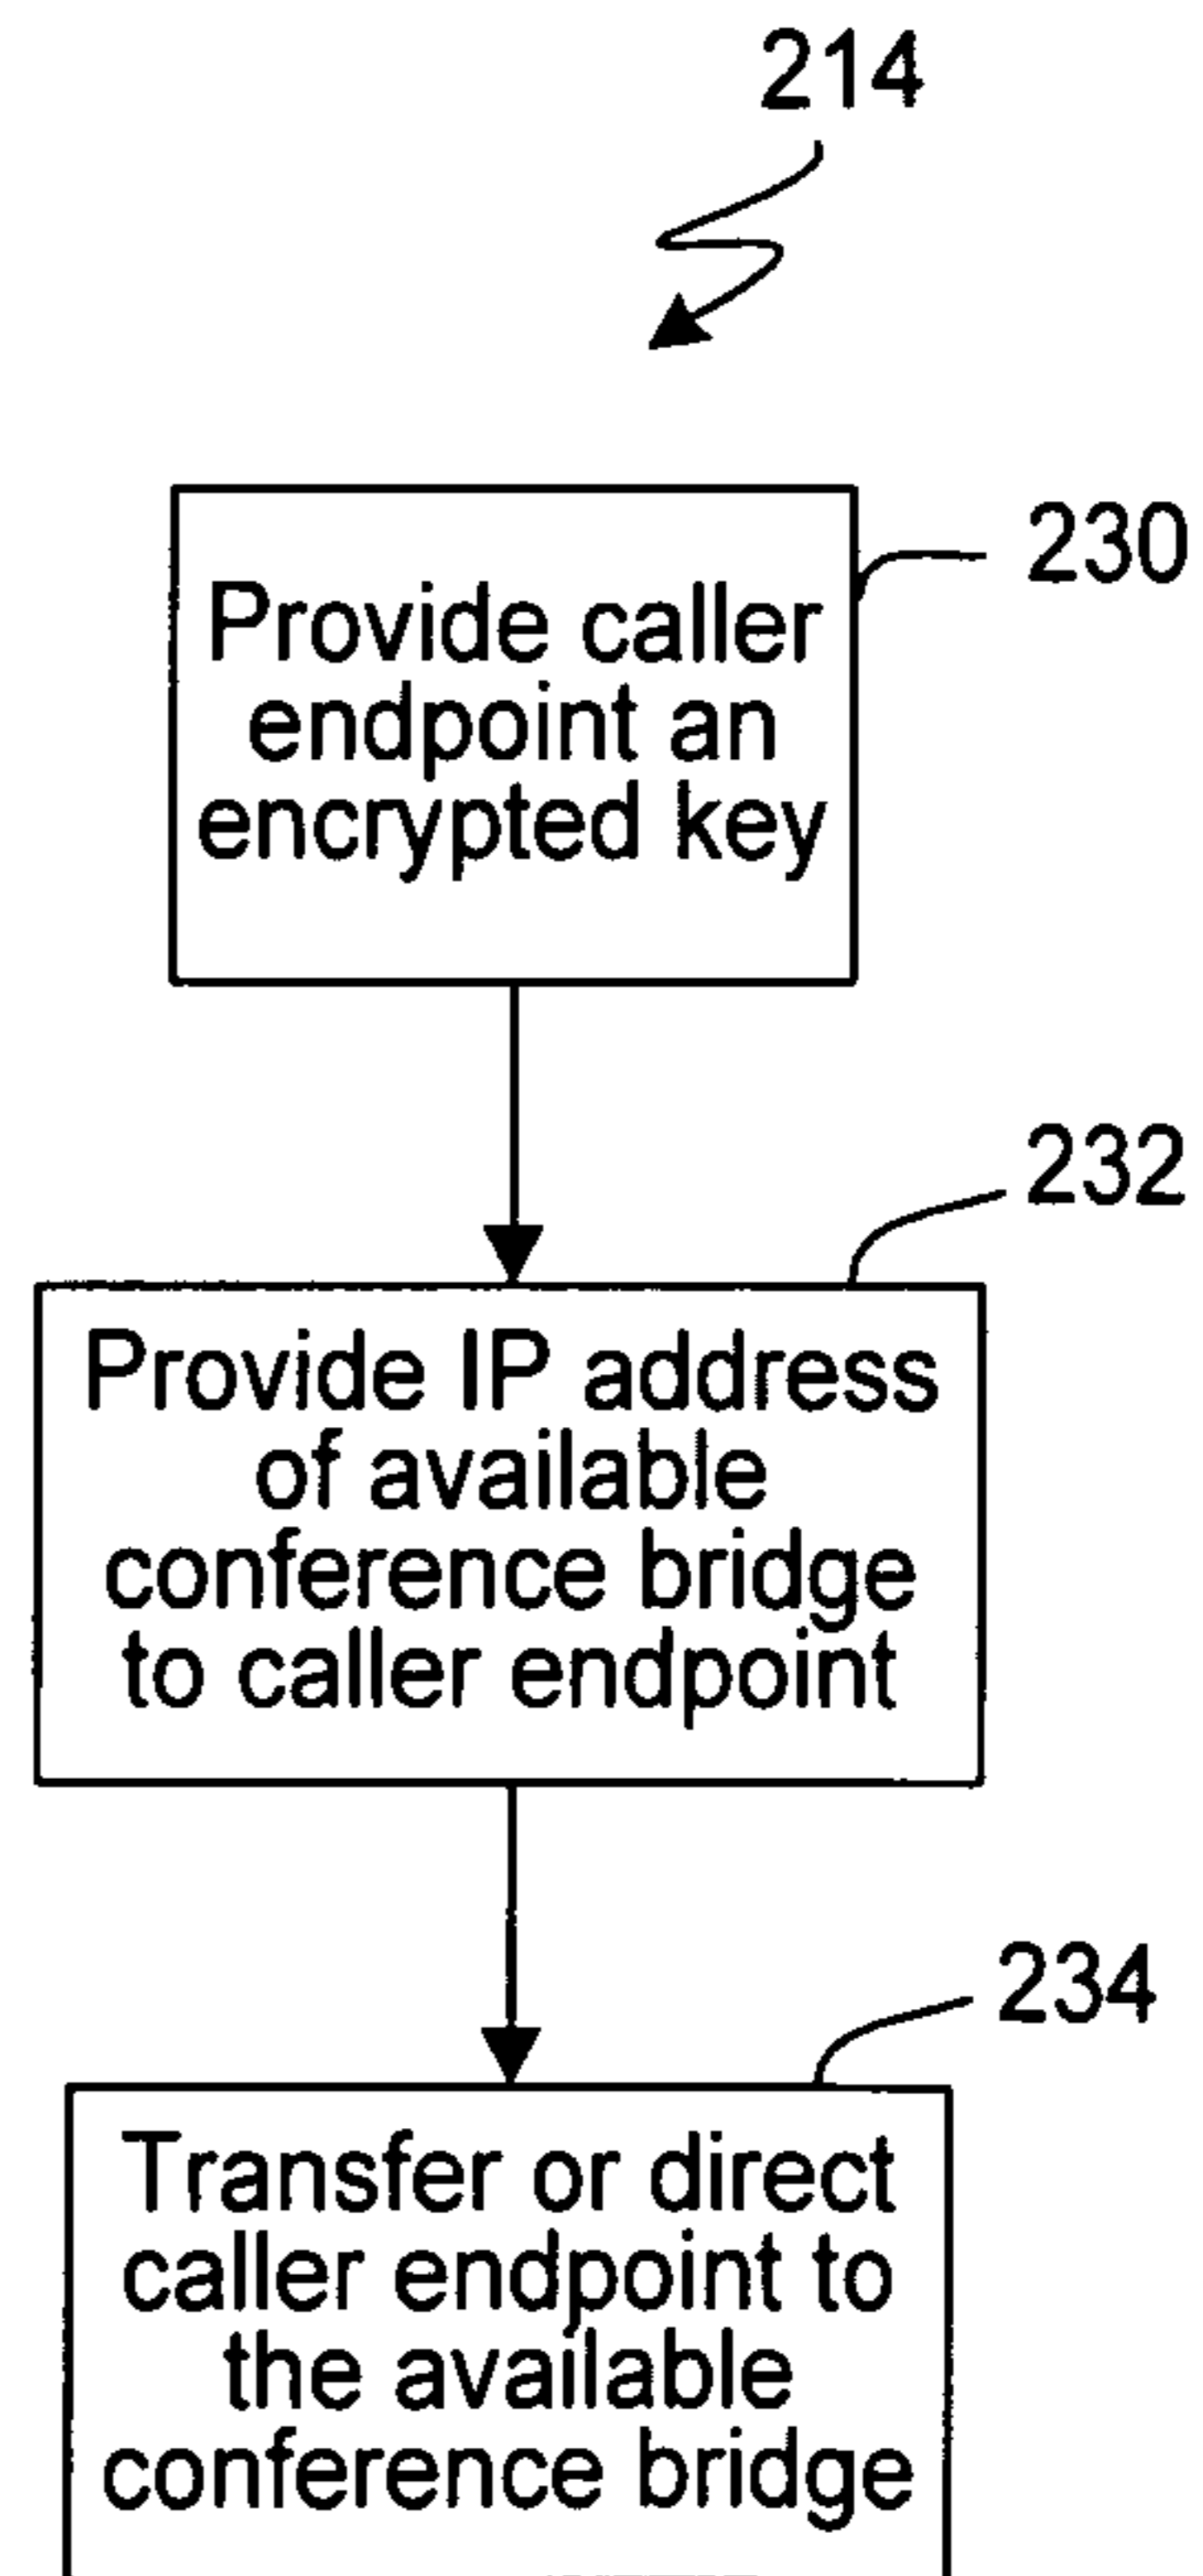 214
230
Provide caller
endpoint an
encrypted key
232
Provide IP address
of available
conference bridge
to caller endpoint
234
Transfer or direct
caller endpoint to
the available
conference bridge